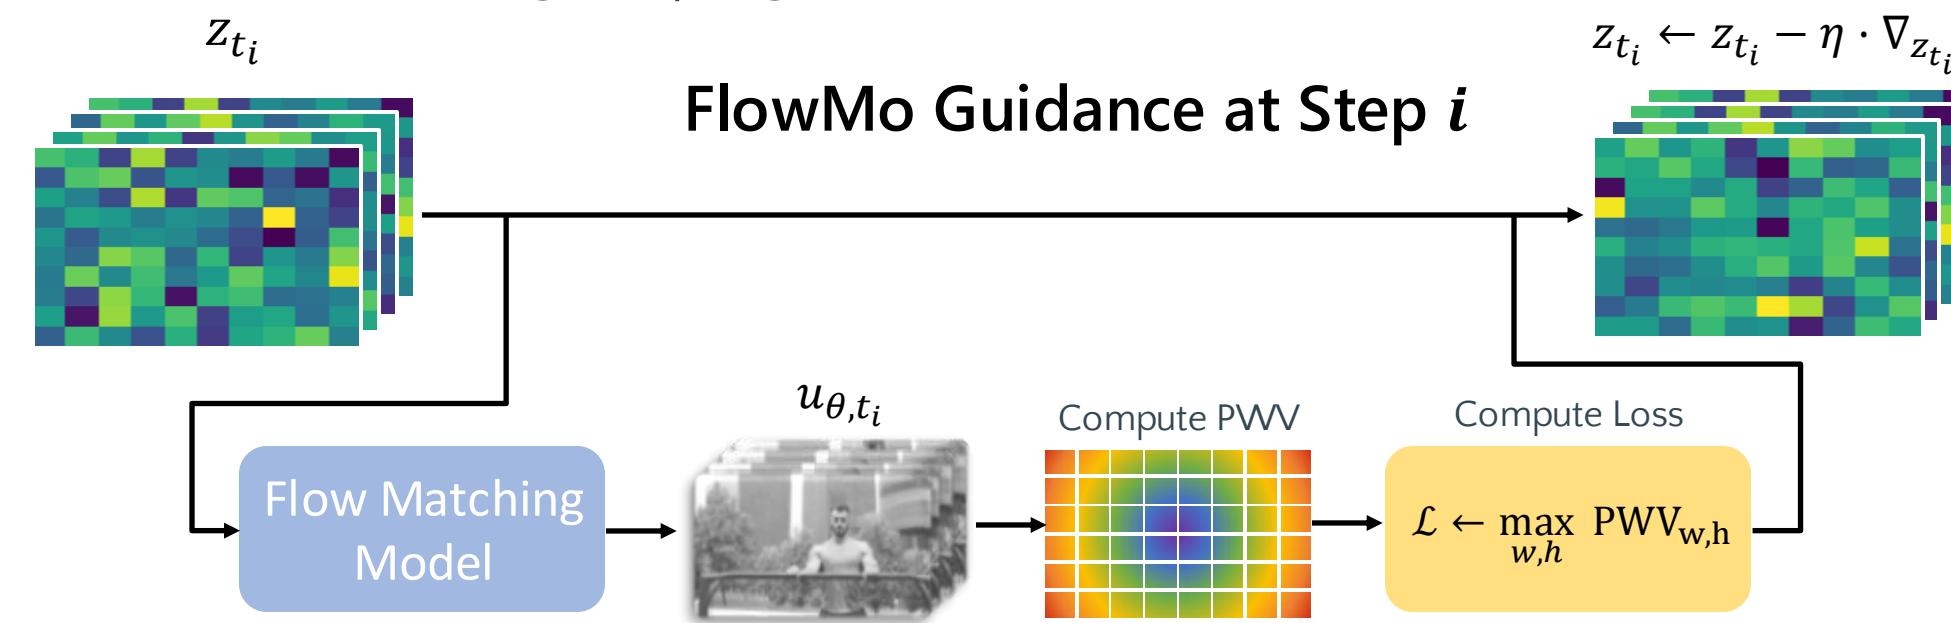 z_{t_i}
z_{t_i} ← z_{t_i} − η · ∇_{z_{t_i}}
FlowMo Guidance at Step i
u_{θ,t_i}
Compute PWV
Compute Loss
Flow Matching
Model
ℒ ← max_{w,h} PWV_{w,h}